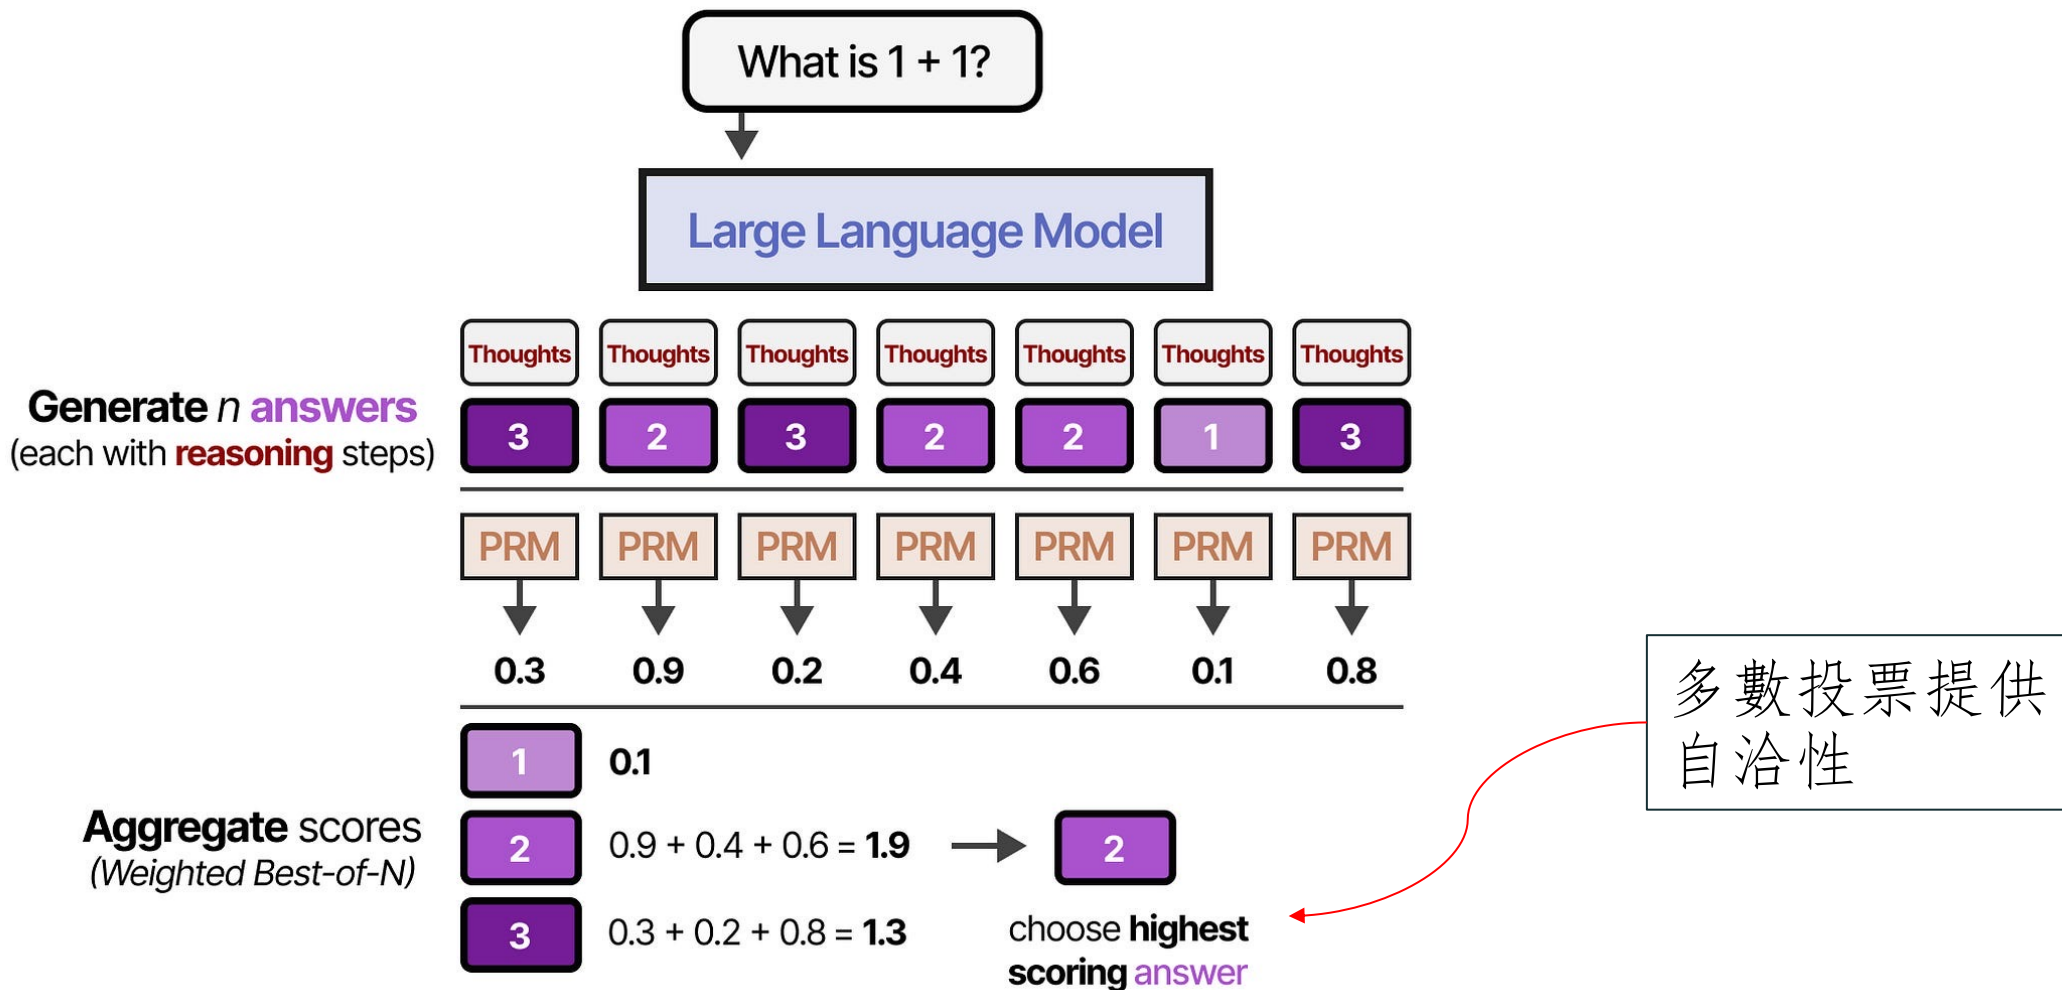 What is 1 + 1?
Large Language Model
Thoughts Thoughts Thoughts Thoughts Thoughts Thoughts Thoughts
Generate n answers
(each with reasoning steps)
3 2 3 2 2 1 3
PRM PRM PRM PRM PRM PRM PRM
0.3 0.9 0.2 0.4 0.6 0.1 0.8
多數投票提供
自洽性
1 0.1
Aggregate scores
(Weighted Best-of-N)
2 0.9 + 0.4 + 0.6 = 1.9 2
3 0.3 + 0.2 + 0.8 = 1.3
choose highest
scoring answer